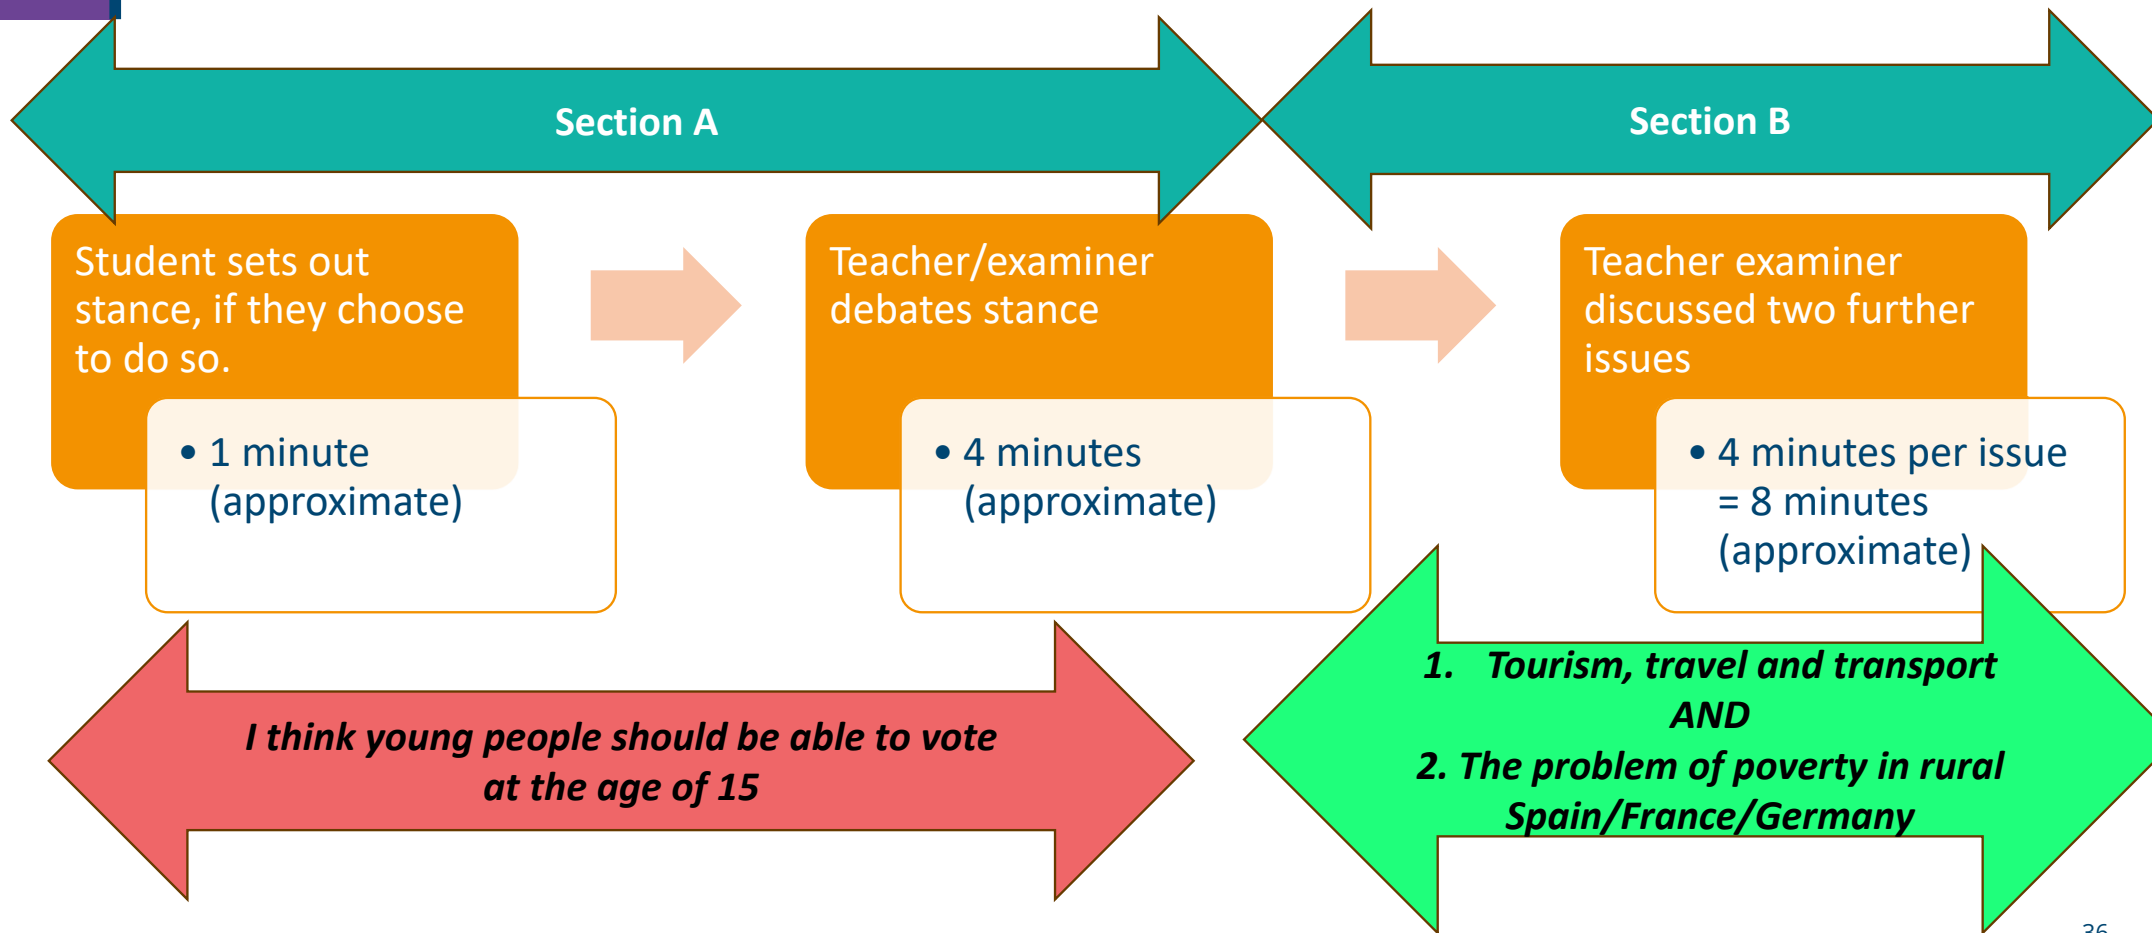 Section A
Section B
Student sets out
stance, if they choose
to do so.
• 1 minute
(approximate)
Teacher/examiner
debates stance
• 4 minutes
(approximate)
Teacher examiner
discussed two further
issues
• 4 minutes per issue
= 8 minutes
(approximate)
I think young people should be able to vote
at the age of 15
1. Tourism, travel and transport
AND
2. The problem of poverty in rural
Spain/France/Germany
36